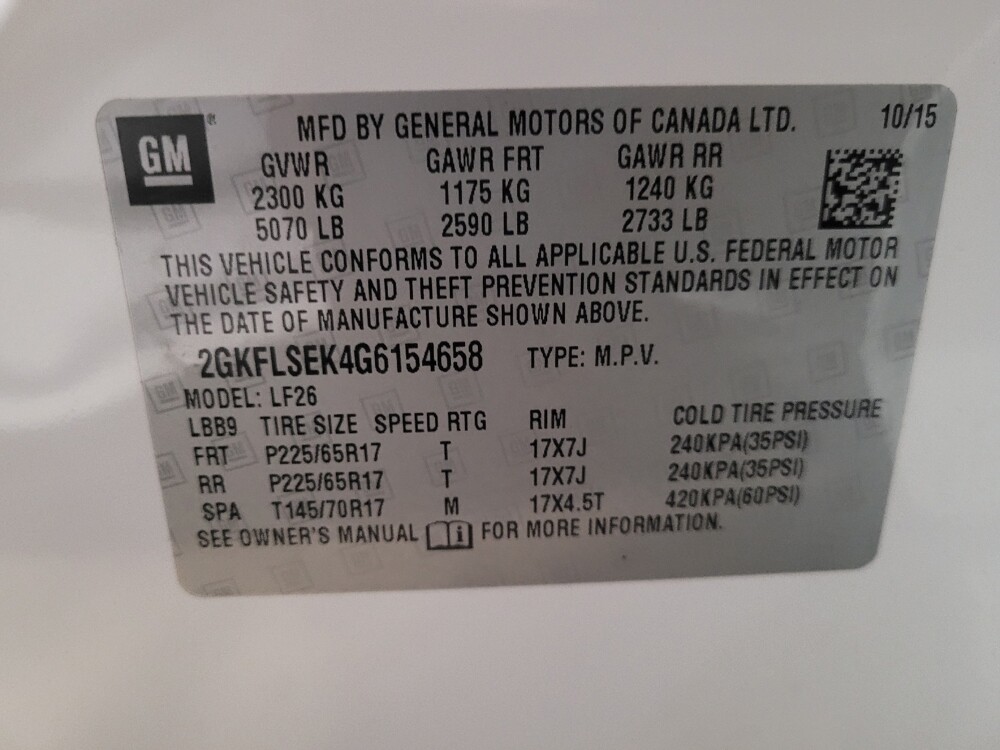 GM® MFD BY GENERAL MOTORS OF CANADA LTD. 10/15
GVWR GAWR FRT GAWR RR
2300 KG 1175 KG 1240 KG
5070 LB 2590 LB 2733 LB
THIS VEHICLE CONFORMS TO ALL APPLICABLE U.S. FEDERAL MOTOR
VEHICLE SAFETY AND THEFT PREVENTION STANDARDS IN EFFECT ON
THE DATE OF MANUFACTURE SHOWN ABOVE.
2GKFLSEK4G6154658 TYPE: M.P.V.
MODEL: LF26
LBB9 TIRE SIZE SPEED RTG RIM COLD TIRE PRESSURE
FRT P225/65R17 T 17X7J 240KPA(35PSI)
RR P225/65R17 T 17X7J 240KPA(35PSI)
SPA T145/70R17 M 17X4.5T 420KPA(60PSI)
SEE OWNER'S MANUAL i FOR MORE INFORMATION.